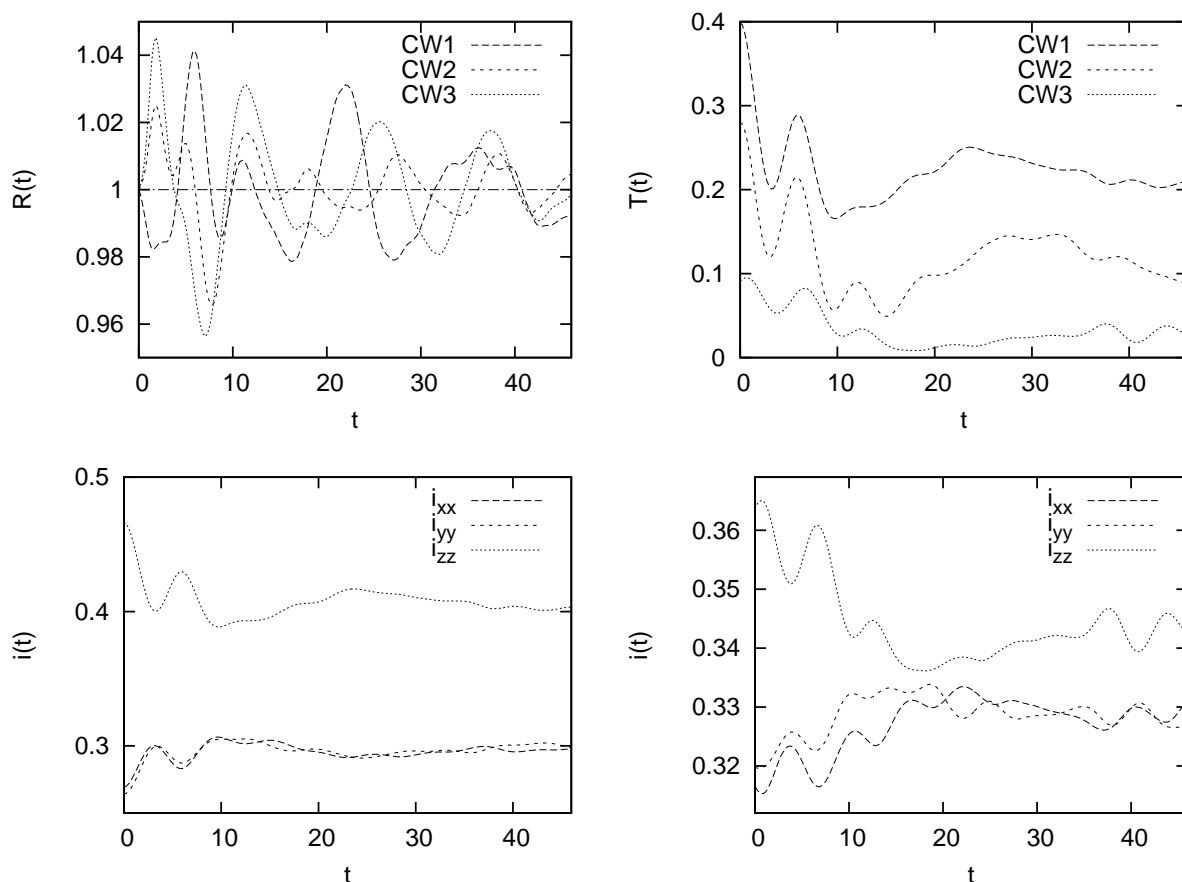 1.04
1.02
1
0.98
0.96
R(t)
CW1
CW2
CW3
0 10 20 30 40
t
0.4
0.3
0.2
0.1
0
T(t)
CW1
CW2
CW3
0 10 20 30 40
t
0.5
0.4
0.3
i(t)
i_xx
i_yy
i_zz
0 10 20 30 40
t
0.36
0.35
0.34
0.33
0.32
i(t)
i_xx
i_yy
i_zz
0 10 20 30 40
t